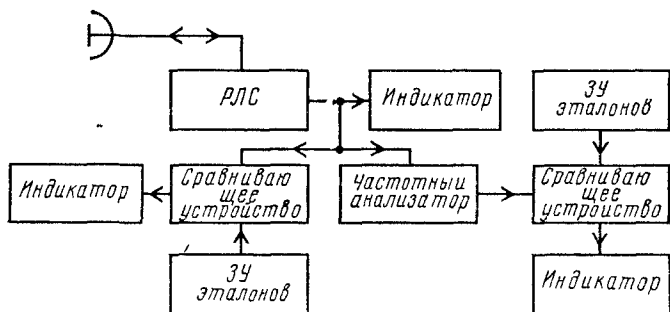 РЛС
Индикатор
ЗУ
эталонов
Индикатор
Сравниваю
щее
устройство
Частотный
анализатор
Сравниваю
щее
устройство
ЗУ
эталонов
Индикатор